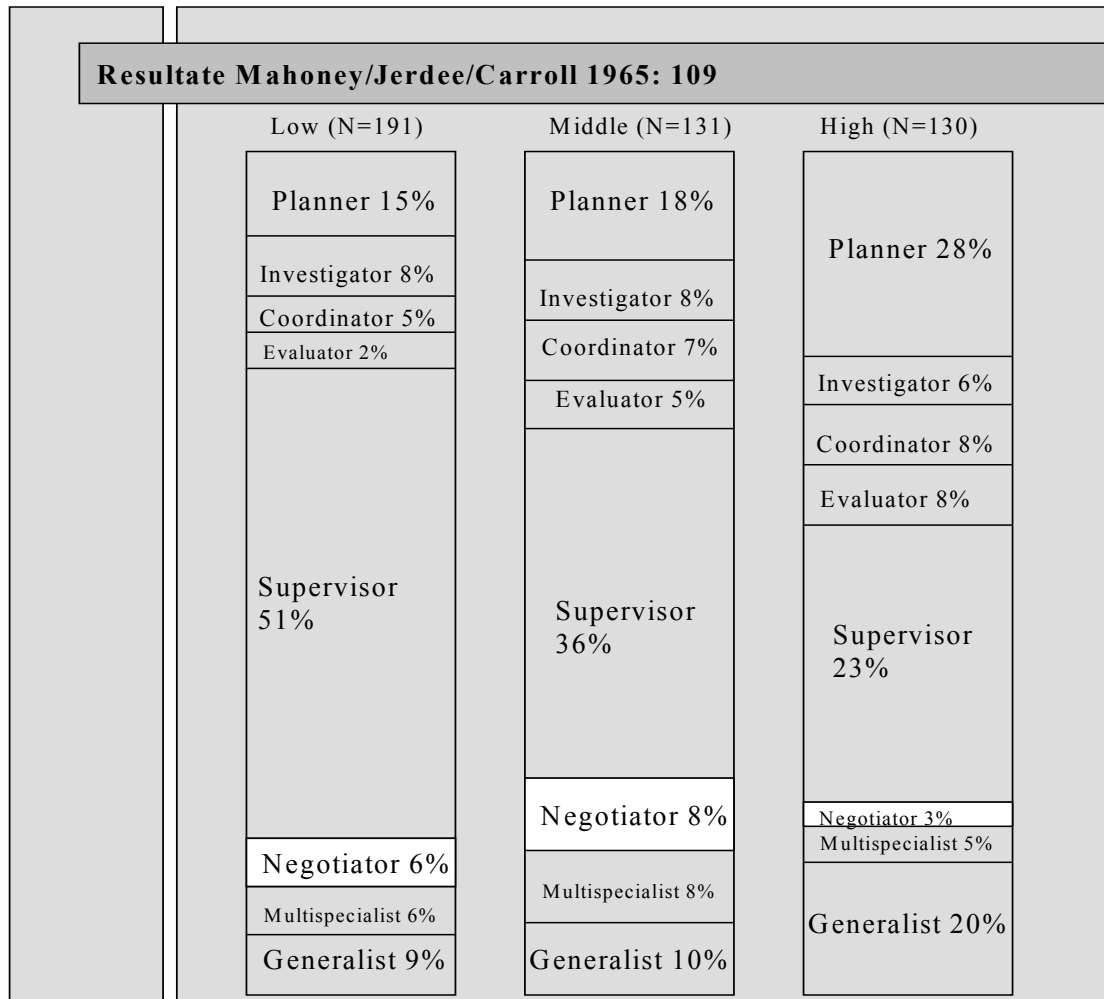 Resultate Mahoney/Jerdee/Carroll 1965: 109
Low (N=191)
Planner 15%
Investigator 8%
Coordinator 5%
Evaluator 2%
Supervisor
51%
Negotiator 6%
Multispecialist 6%
Generalist 9%
Middle (N=131)
Planner 18%
Investigator 8%
Coordinator 7%
Evaluator 5%
Supervisor
36%
Negotiator 8%
Multispecialist 8%
Generalist 10%
High (N=130)
Planner 28%
Investigator 6%
Coordinator 8%
Evaluator 8%
Supervisor
23%
Negotiator 3%
Multispecialist 5%
Generalist 20%